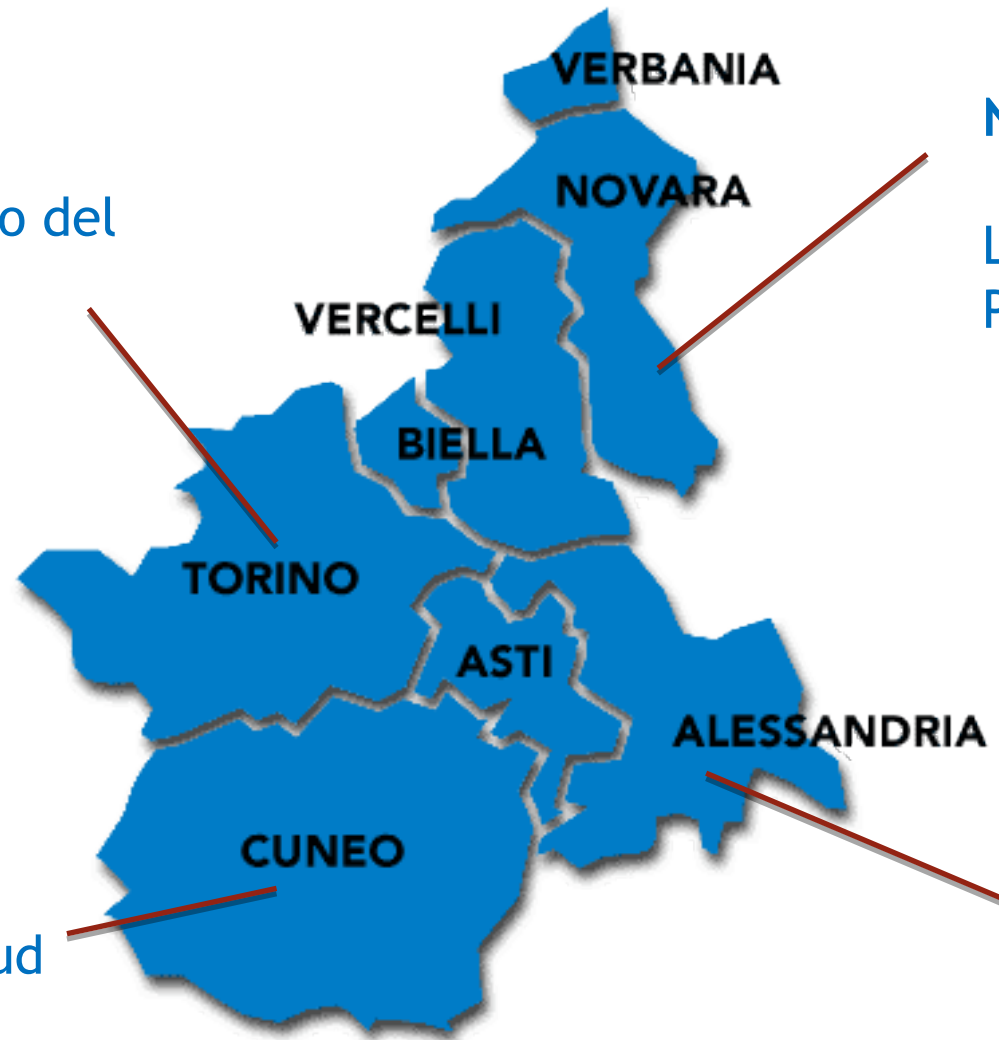 VERBANIA
NOVARA
o del
VERCELLI
BIELLA
TORINO
ASTI
ALESSANDRIA
CUNEO
ud